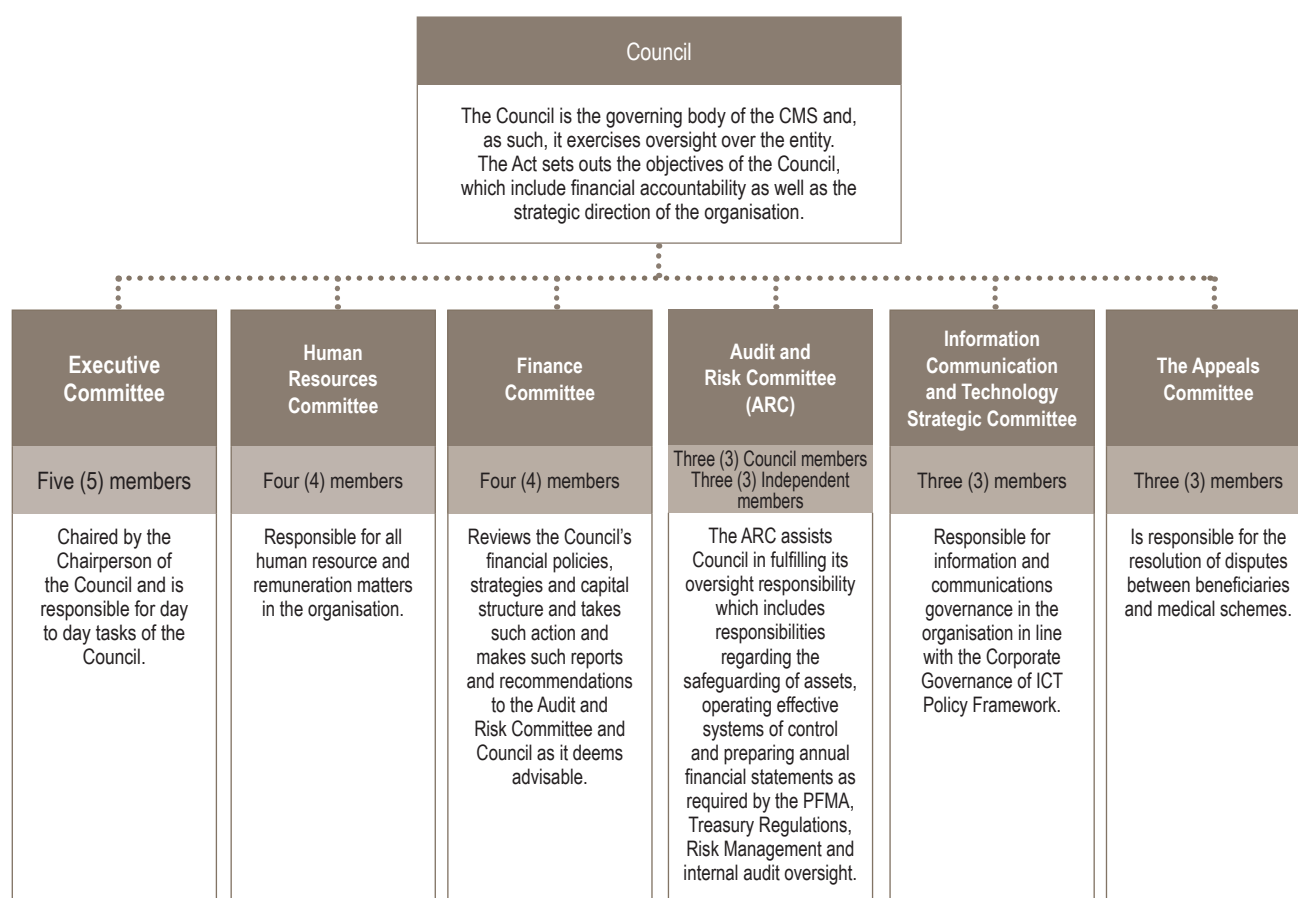 Council
The Council is the governing body of the CMS and,
as such, it exercises oversight over the entity.
The Act sets outs the objectives of the Council,
which include financial accountability as well as the
strategic direction of the organisation.
Executive
Committee
Five (5) members
Chaired by the
Chairperson of
the Council and is
responsible for day
to day tasks of the
Council.
Human
Resources
Committee
Four (4) members
Responsible for all
human resource and
remuneration matters
in the organisation.
Finance
Committee
Four (4) members
Reviews the Council's
financial policies,
strategies and capital
structure and takes
such action and
makes such reports
and recommendations
to the Audit and
Risk Committee and
Council as it deems
advisable.
Audit and
Risk Committee
(ARC)
Three (3) Council members
Three (3) Independent
members
The ARC assists
Council in fulfilling its
oversight responsibility
which includes
responsibilities
regarding the
safeguarding of assets,
operating effective
systems of control
and preparing annual
financial statements as
required by the PFMA,
Treasury Regulations,
Risk Management and
internal audit oversight.
Information
Communication
and Technology
Strategic Committee
Three (3) members
Responsible for
information and
communications
governance in the
organisation in line
with the Corporate
Governance of ICT
Policy Framework.
The Appeals
Committee
Three (3) members
Is responsible for the
resolution of disputes
between beneficiaries
and medical schemes.